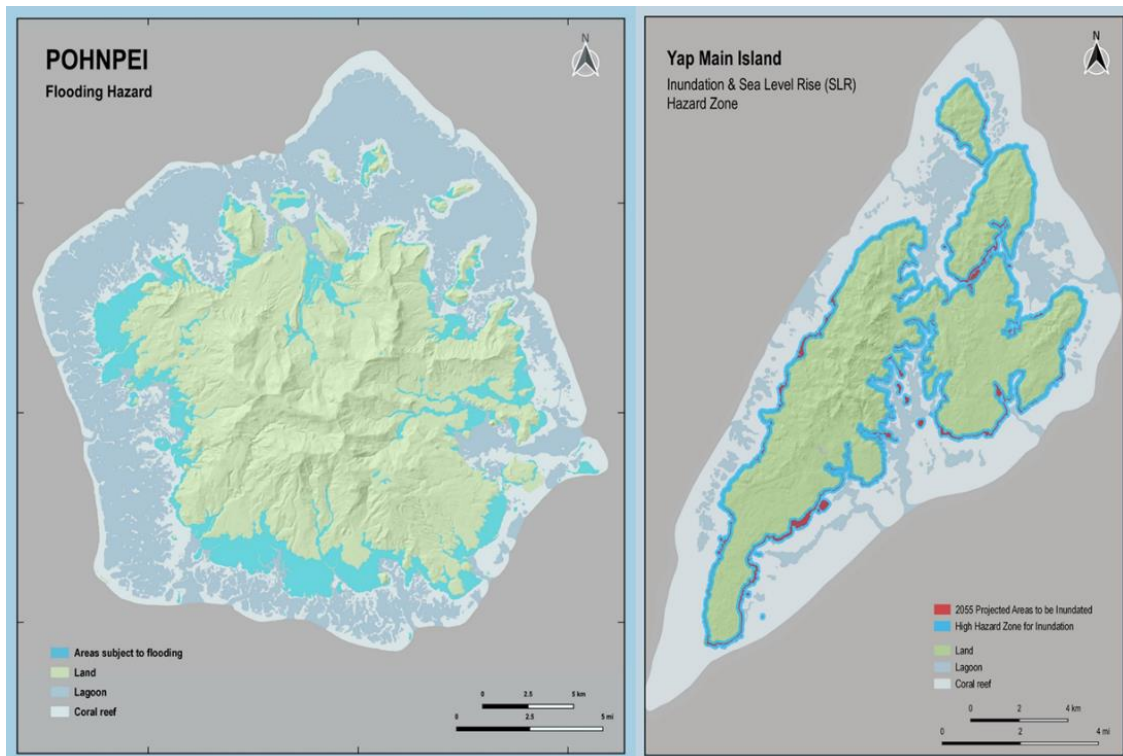 POHNPEI
Flooding Hazard
N
Areas subject to flooding
Land
Lagoon
Coral reef
0 2.5 5 km
0 2.5 5 mi
Yap Main Island
Inundation & Sea Level Rise (SLR)
Hazard Zone
N
2055 Projected Areas to be Inundated
High Hazard Zone for Inundation
Land
Lagoon
Coral reef
0 2 4 km
0 2 4 mi